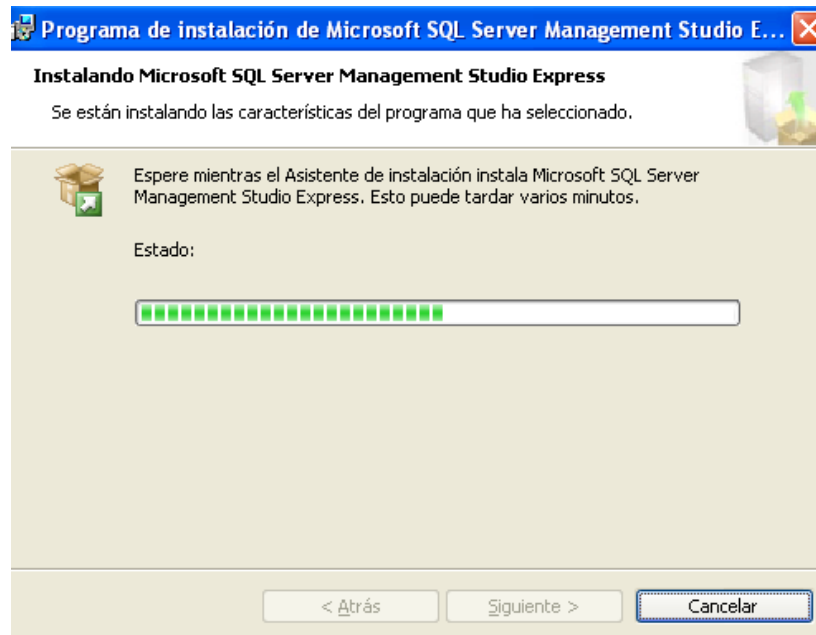 Programa de instalación de Microsoft SQL Server Management Studio E...
Instalando Microsoft SQL Server Management Studio Express
Se están instalando las características del programa que ha seleccionado.
Espere mientras el Asistente de instalación instala Microsoft SQL Server
Management Studio Express. Esto puede tardar varios minutos.
Estado:
< Atrás
Siguiente >
Cancelar